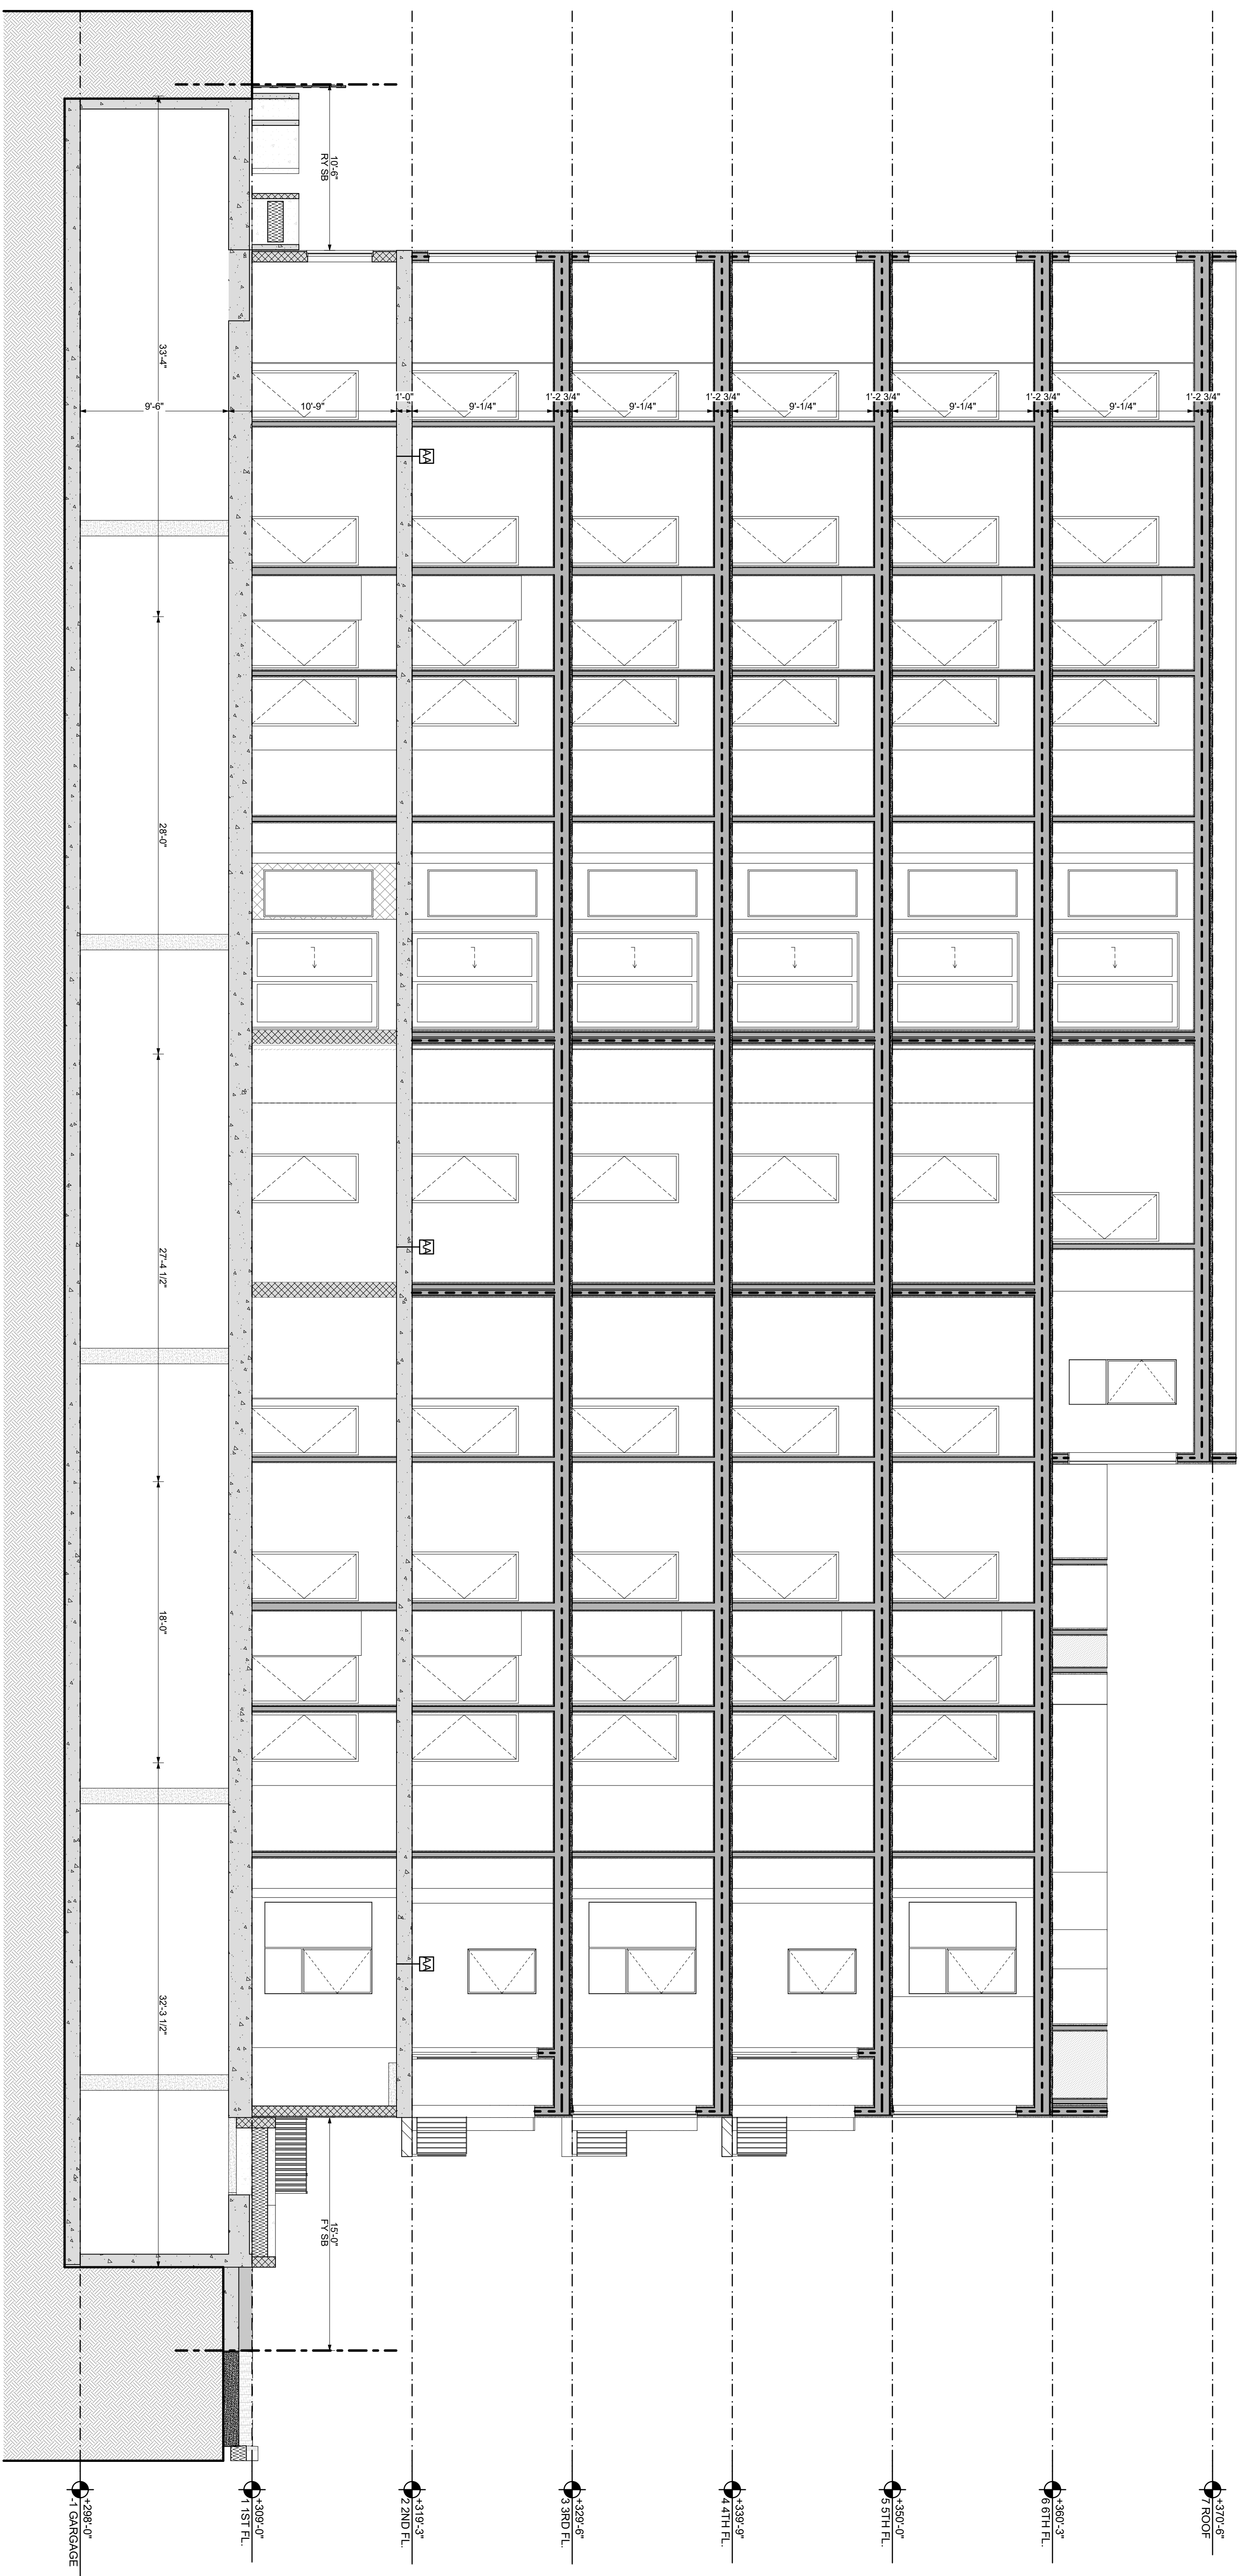 10'-6"
RY SB
33'-4"
9'-6"
10'-9"
1'-0"
9'-1/4"
1'-2 3/4"
9'-1/4"
1'-2 3/4"
9'-1/4"
1'-2 3/4"
9'-1/4"
1'-2 3/4"
9'-1/4"
1'-2 3/4"
AA
28'-0"
AA
27'-4 1/2"
18'-0"
AA
32'-3 1/2"
15'-0"
FY SB
+298'-0"
-1 GARGAGE
+309'-0"
1 1ST FL.
+319'-3"
2 2ND FL.
+329'-6"
3 3RD FL.
+339'-9"
4 4TH FL.
+350'-0"
5 5TH FL.
+360'-3"
6 6TH FL.
+370'-6"
7 ROOF